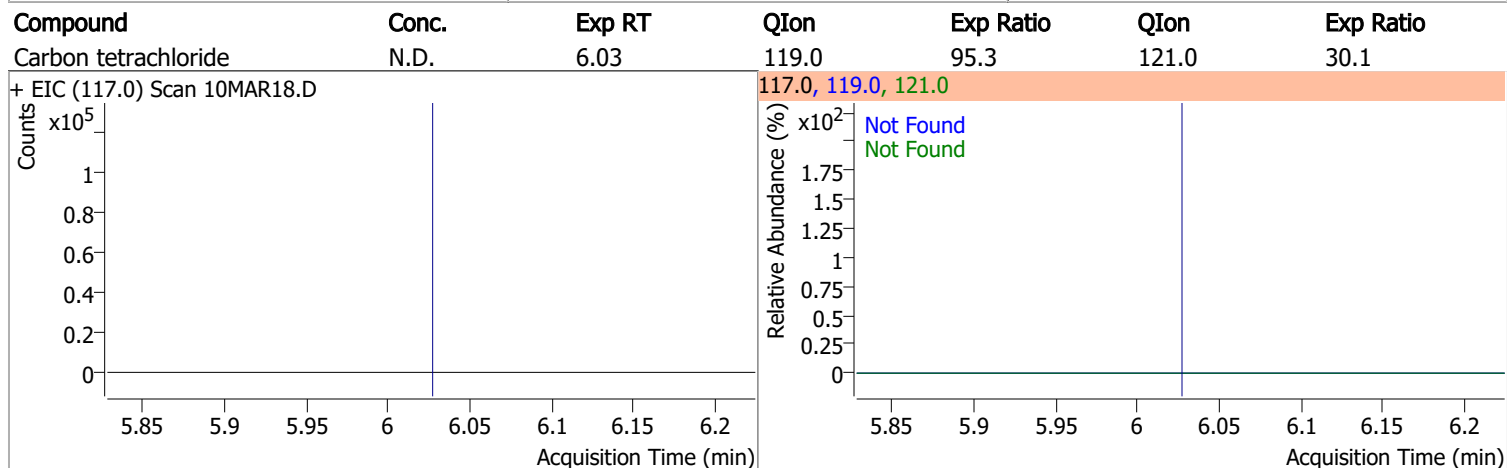 Compound Conc. Exp RT QIon Exp Ratio QIon Exp Ratio
Carbon tetrachloride N.D. 6.03 119.0 95.3 121.0 30.1
+ EIC (117.0) Scan 10MAR18.D
Counts
x10⁵
1
0.8
0.6
0.4
0.2
0
5.85 5.9 5.95 6 6.05 6.1 6.15 6.2
Acquisition Time (min)
117.0, 119.0, 121.0
Relative Abundance (%)
x10²
Not Found
Not Found
1.75
1.5
1.25
1
0.75
0.5
0.25
0
5.85 5.9 5.95 6 6.05 6.1 6.15 6.2
Acquisition Time (min)